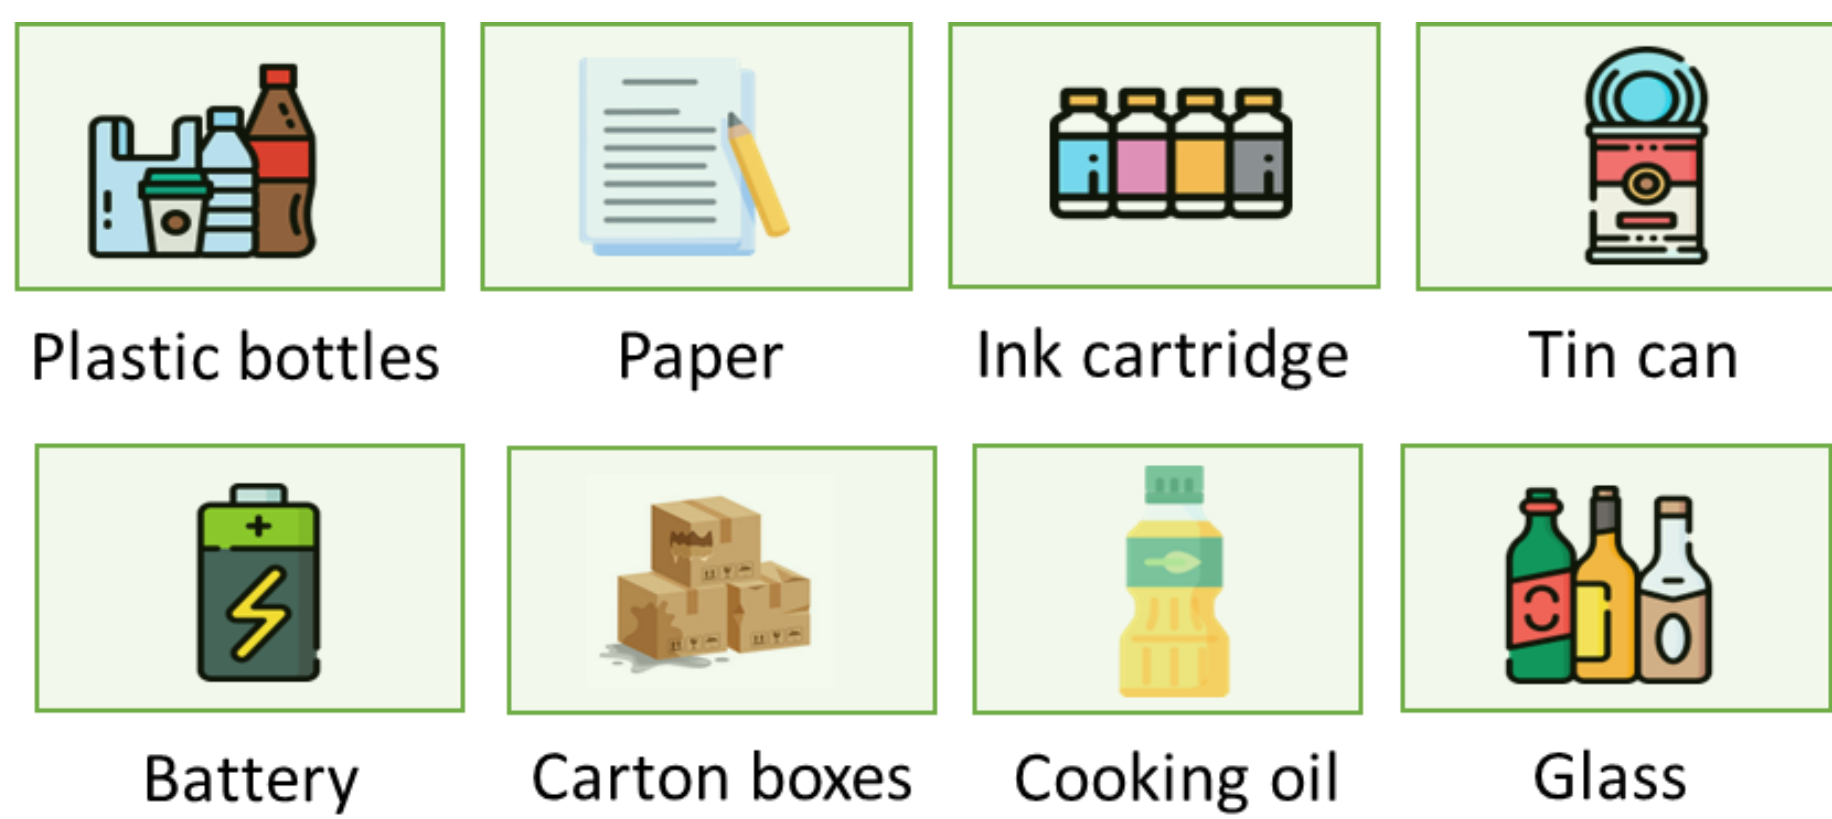 Plastic bottles
Paper
Ink cartridge
Tin can
Battery
Carton boxes
Cooking oil
Glass